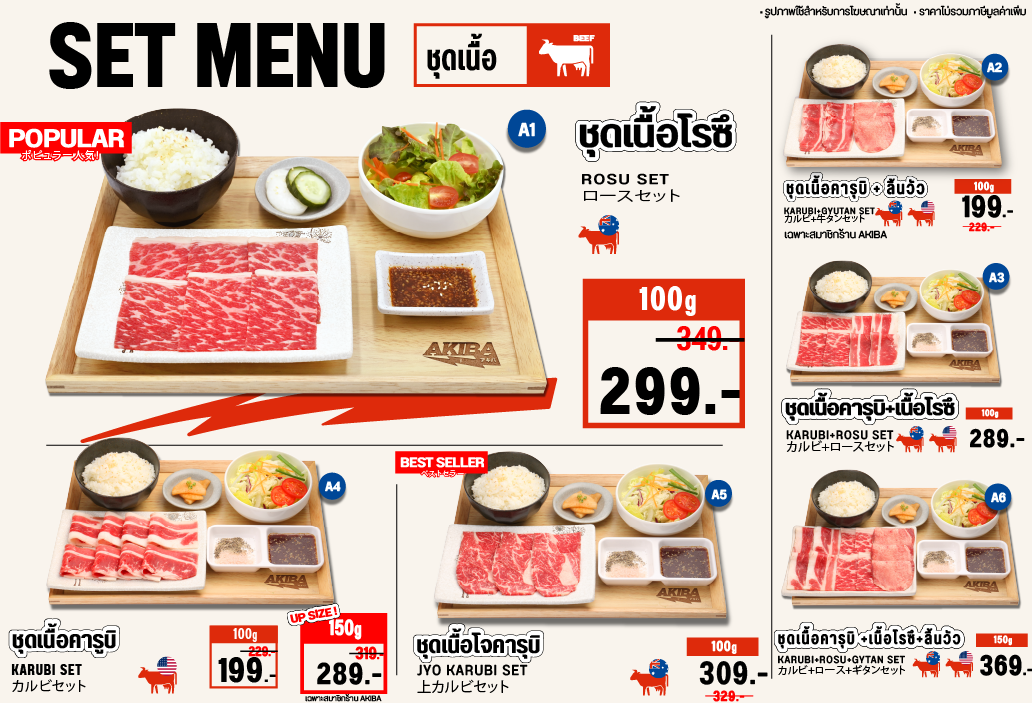 • รูปภาพใช้สำหรับการโฆษณาเท่านั้น • ราคาไม่รวมภาษีมูลค่าเพิ่ม
SET MENU
ชุดเนื้อ
BEEF
POPULAR
ポピュラー人気!
A1
ชุดเนื้อโรซึ
ROSU SET
ロースセット
100g
349.-
299.-
AKIBA
アキバ
A2
AKIBA
ชุดเนื้อคารุบิ + ลิ้นวัว
KARUBI+GYUTAN SET
カルビ+牛タンセット
เฉพาะสมาชิกร้าน AKIBA
100g
199.-
229.-
A3
AKIBA
ชุดเนื้อคารุบิ+เนื้อโรซึ
KARUBI+ROSU SET
カルビ+ロースセット
100g
289.-
A4
AKIBA
ชุดเนื้อคารุบิ
KARUBI SET
カルビセット
100g
229.-
199.-
UP SIZE !
150g
319.-
289.-
เฉพาะสมาชิกร้าน AKIBA
BEST SELLER
ベストセラー
A5
AKIBA
ชุดเนื้อโจคารุบิ
JYO KARUBI SET
上カルビセット
100g
309.-
329.-
A6
AKIBA
ชุดเนื้อคารุบิ +เนื้อโรซึ+ลิ้นวัว
KARUBI+ROSU+GYTAN SET
カルビ+ロース+ギタンセット
150g
369.-